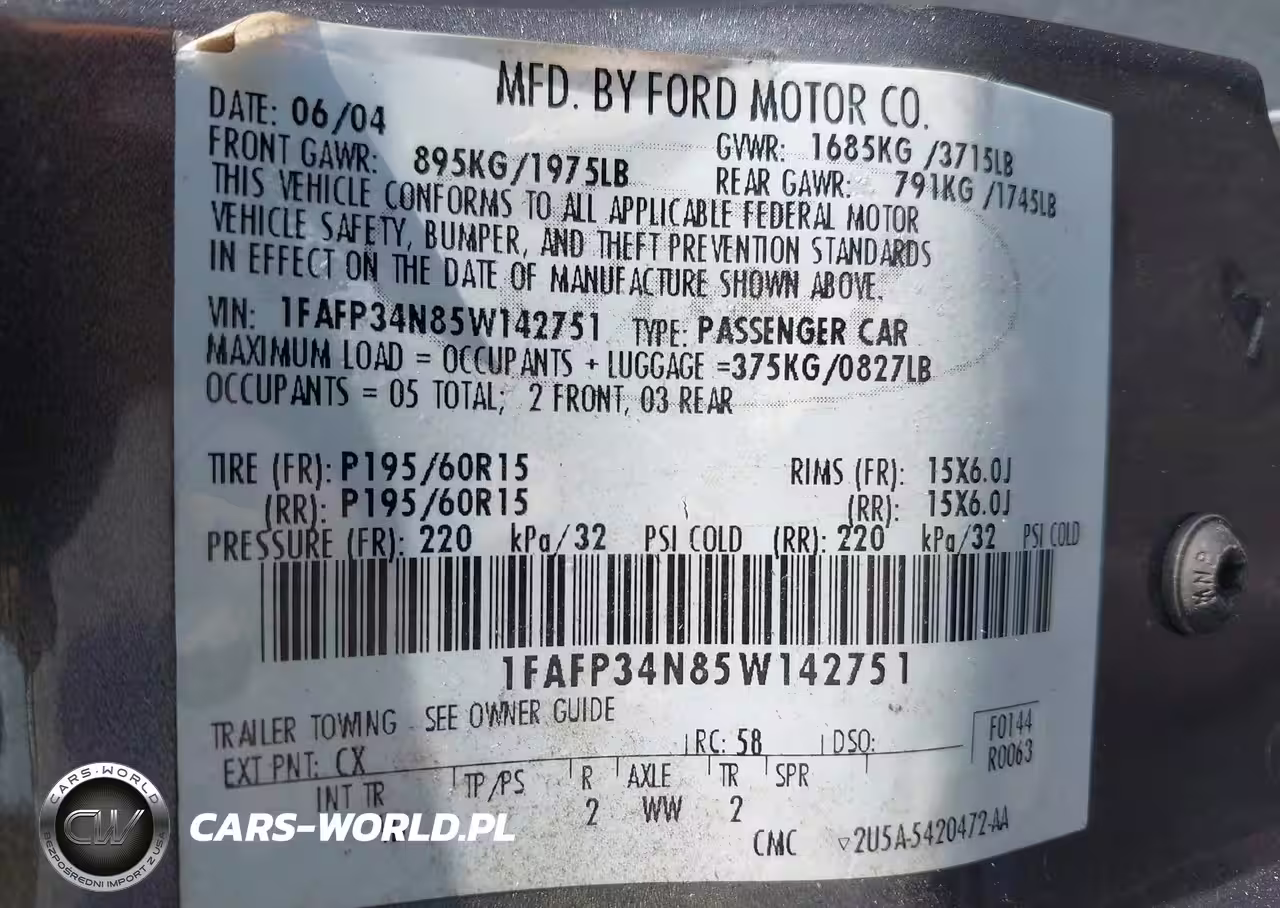 MFD. BY FORD MOTOR CO.
DATE: 06/04
GVWR: 1685KG /3715LB
FRONT GAWR: 895KG/1975LB
REAR GAWR: 791KG /1745LB
THIS VEHICLE CONFORMS TO ALL APPLICABLE FEDERAL MOTOR
VEHICLE SAFETY, BUMPER, AND THEFT PREVENTION STANDARDS
IN EFFECT ON THE DATE OF MANUFACTURE SHOWN ABOVE.
VIN: 1FAFP34N85W142751 TYPE: PASSENGER CAR
MAXIMUM LOAD = OCCUPANTS + LUGGAGE =375KG/0827LB
OCCUPANTS = 05 TOTAL; 2 FRONT, 03 REAR
TIRE (FR): P195/60R15 RIMS (FR): 15X6.0J
(RR): P195/60R15 (RR): 15X6.0J
PRESSURE (FR): 220 kPa/32 PSI COLD (RR): 220 kPa/32 PSI COLD
1FAFP34N85W142751
TRAILER TOWING - SEE OWNER GUIDE
F0144
R0063
EXT PNT: CX RC: 58 DSO:
INT TR TP/PS R AXLE TR SPR
2 WW 2
CMC ▽2U5A-5420472-AA
CARS-WORLD
CW
BEZPOŚREDNI IMPORT Z USA
CARS-WORLD.PL